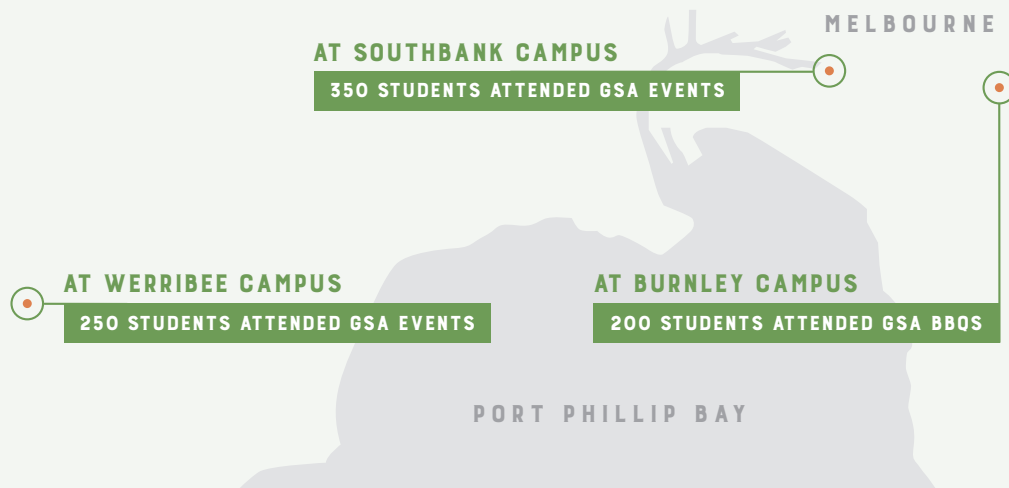 MELBOURNE
AT SOUTHBANK CAMPUS
350 STUDENTS ATTENDED GSA EVENTS
AT WERRIBEE CAMPUS
250 STUDENTS ATTENDED GSA EVENTS
AT BURNLEY CAMPUS
200 STUDENTS ATTENDED GSA BBQS
PORT PHILLIP BAY